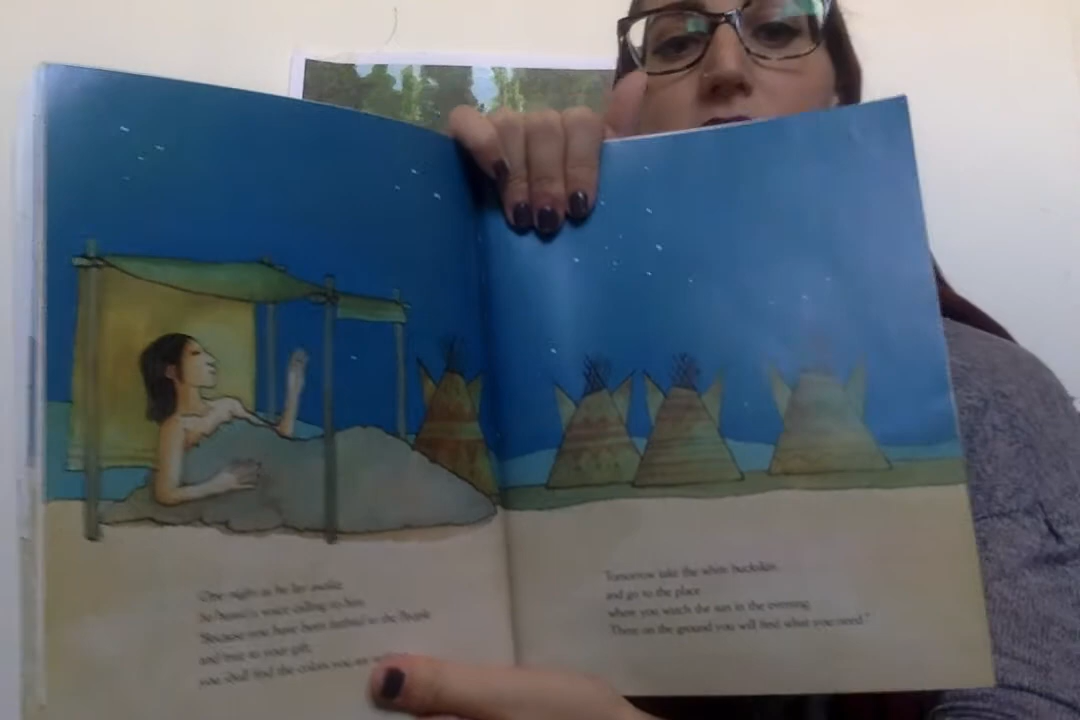 One night as he lay awake
he heard a voice calling to him
"Because you have been faithful to the People
and true to your gift,
you shall find the colors you are
Tomorrow take the white buckskin
and go to the place
where you watch the sun in the evening.
There on the ground you will find what you need."